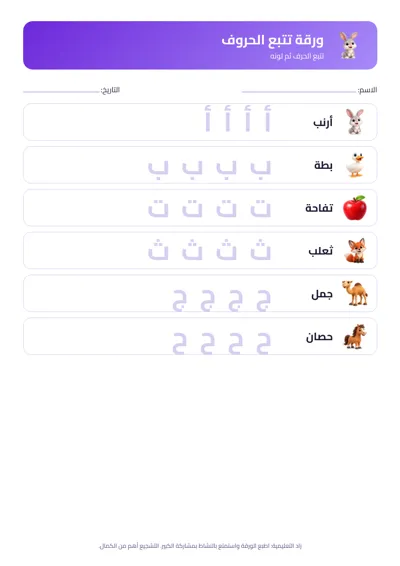 ورقة تتبع الحروف
تتبع الحرف ثم لونه
الاسم: التاريخ:
أرنب أ أ أ أ
بطة ب ب ب ب
تفاحة ت ت ت ت
ثعلب ث ث ث ث
جمل ج ج ج ج
حصان ح ح ح ح
زاد التعليمية: اطبع الورقة واستمتع بالنشاط بمشاركة الكبير. التشجيع أهم من الكمال.